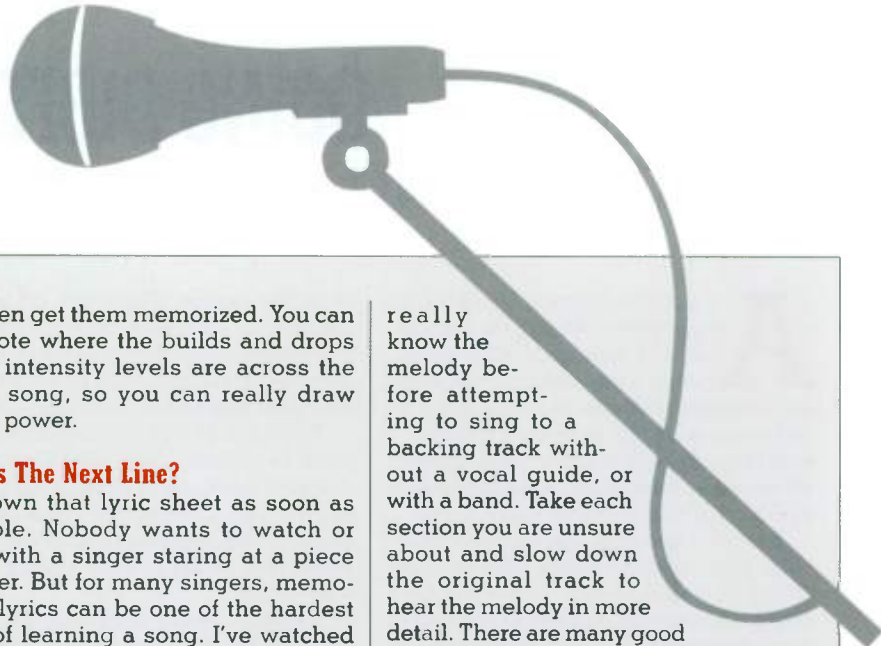 en get them memorized. You can
ote where the builds and drops
intensity levels are across the
song, so you can really draw
power.
s The Next Line?
own that lyric sheet as soon as
ble. Nobody wants to watch or
with a singer staring at a piece
er. But for many singers, memo-
lyrics can be one of the hardest
of learning a song. I've watched
really
know the
melody be-
fore attempt-
ing to sing to a
backing track with-
out a vocal guide, or
with a band. Take each
section you are unsure
about and slow down
the original track to
hear the melody in more
detail. There are many good